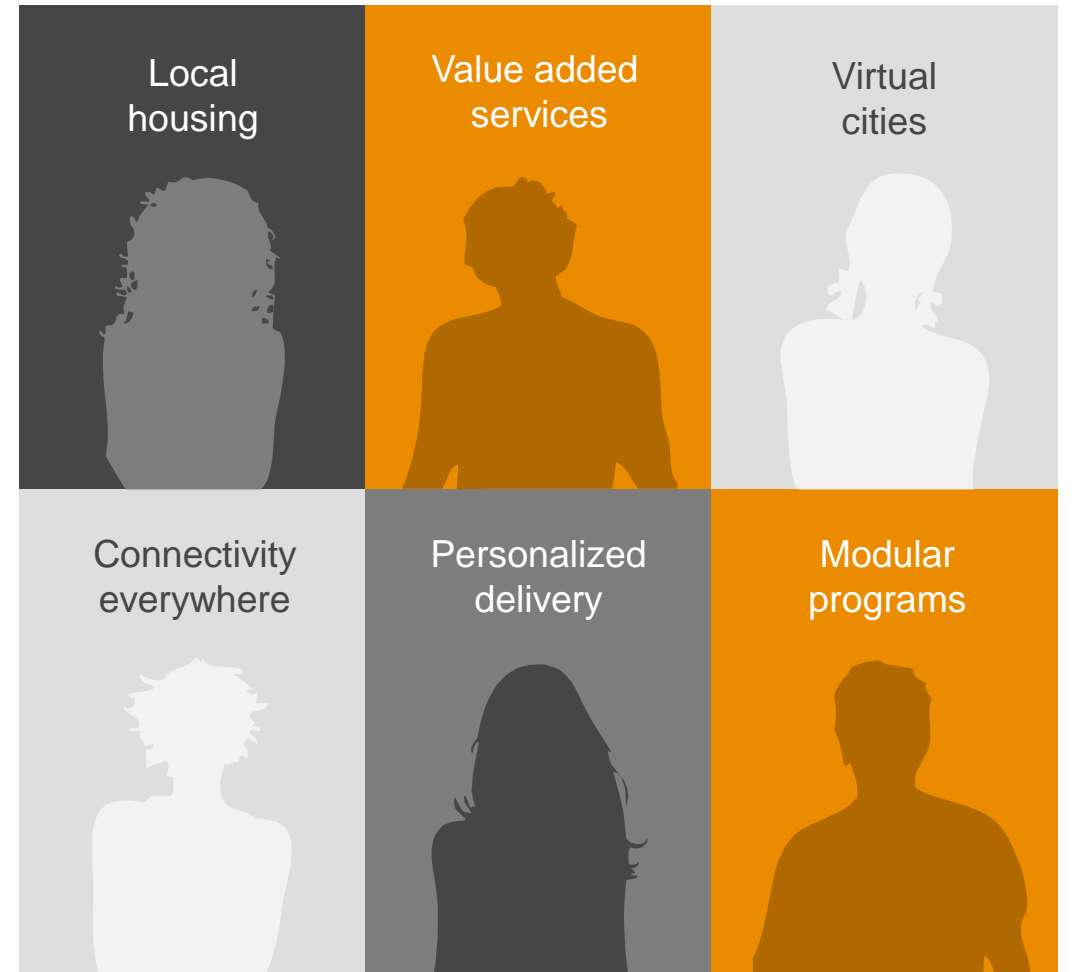 Local
housing
Value added
services
Virtual
cities
Connectivity
everywhere
Personalized
delivery
Modular
programs